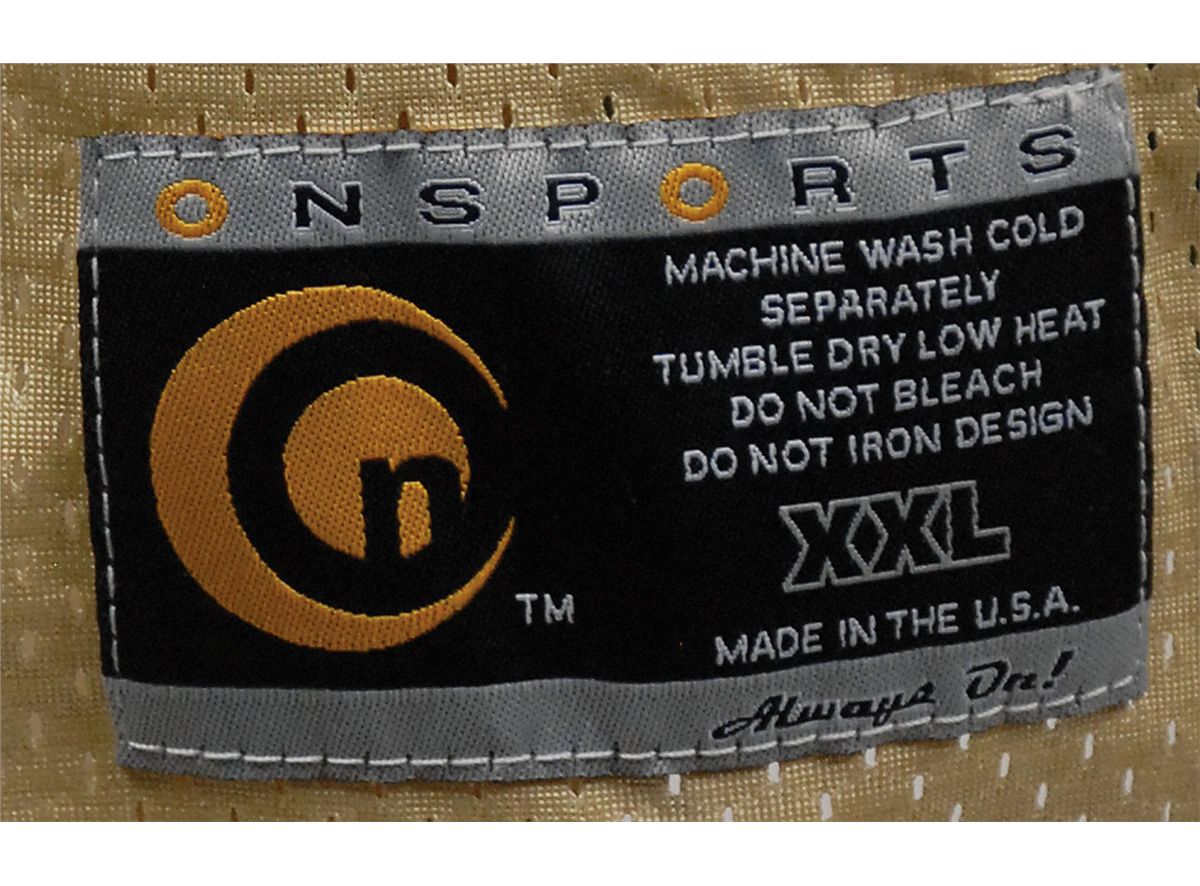 ONSPORTS
On
TM
MACHINE WASH COLD
SEPARATELY
TUMBLE DRY LOW HEAT
DO NOT BLEACH
DO NOT IRON DESIGN
XXL
MADE IN THE U.S.A.
Always On!